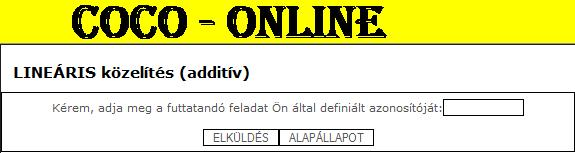 COCO - ONLINE
LINEÁRIS közelítés (additív)
Kérem, adja meg a futtatandó feladat Ön által definiált azonosítóját:
ELKÜLDÉS ALAPÁLLAPOT